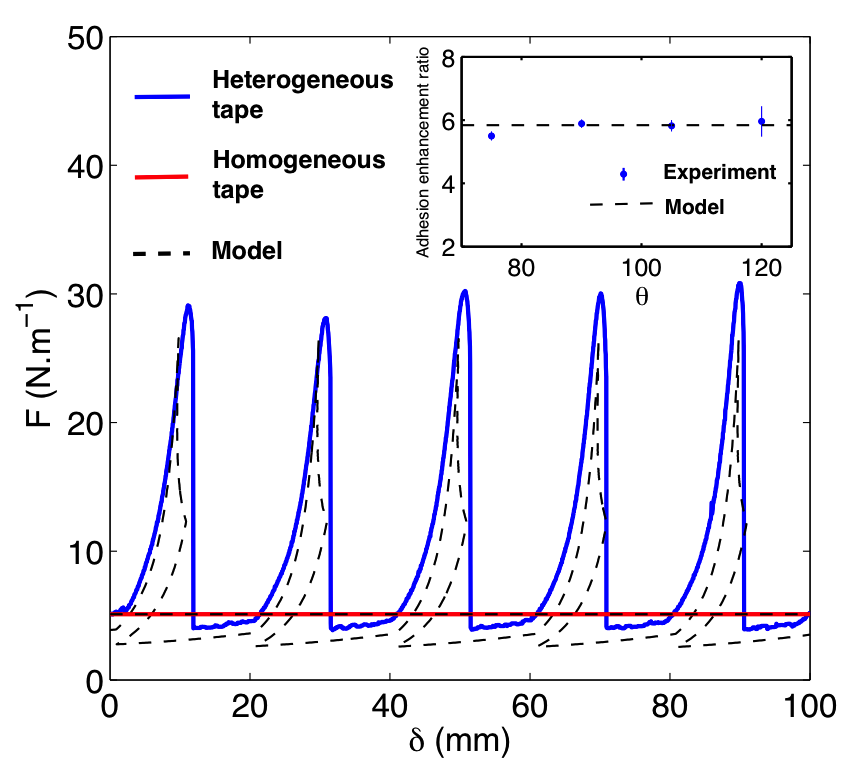 50
40
30
20
10
0
F (N.m⁻¹)
Heterogeneous
tape
Homogeneous
tape
Model
Adhesion enhancement ratio
8
6
4
2
Experiment
Model
80 100 120
θ
0 20 40 60 80 100
δ (mm)